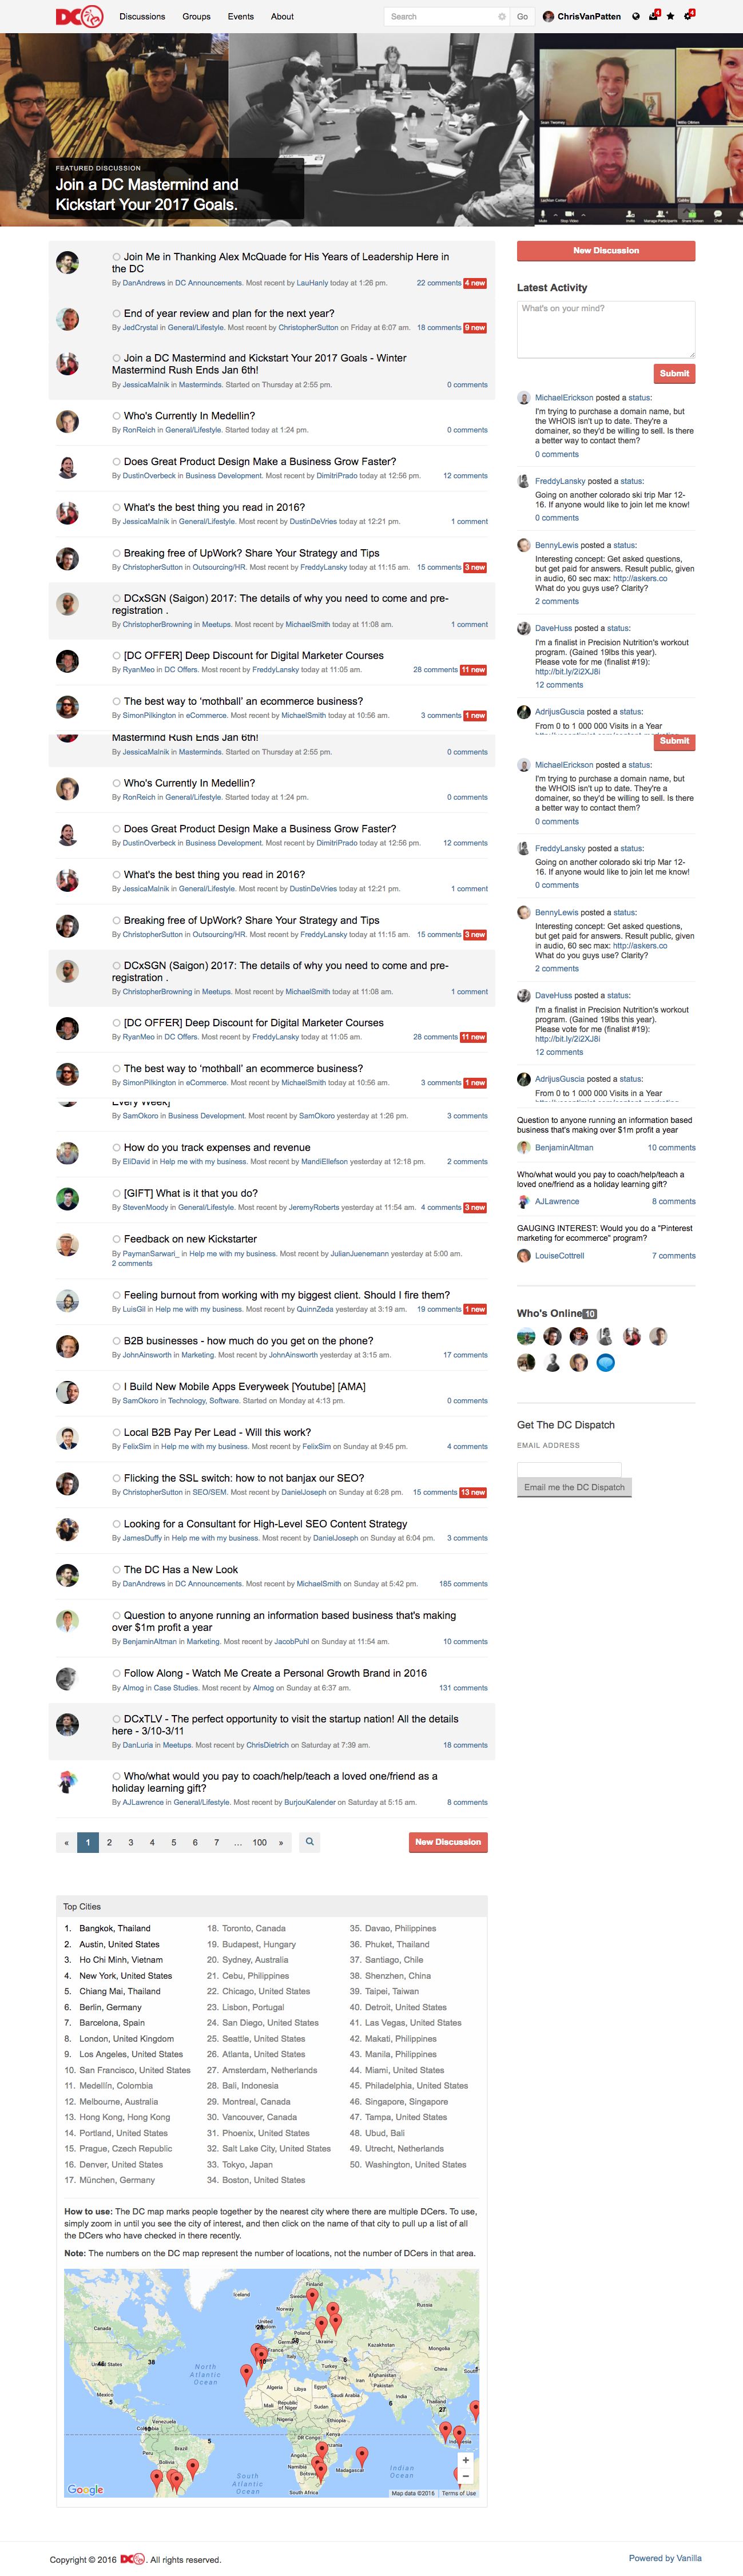 DC
Discussions Groups Events About
Search Go ChrisVanPatten 4 4
FEATURED DISCUSSION
Join a DC Mastermind and
Kickstart Your 2017 Goals.
Join Me in Thanking Alex McQuade for His Years of Leadership Here in
the DC
By DanAndrews in DC Announcements. Most recent by LauHanly today at 1:26 pm. 22 comments 4 new
End of year review and plan for the next year?
By JedCrystal in General/Lifestyle. Most recent by ChristopherSutton on Friday at 6:07 am. 18 comments 9 new
Join a DC Mastermind and Kickstart Your 2017 Goals - Winter
Mastermind Rush Ends Jan 6th!
By JessicaMalnik in Masterminds. Started on Thursday at 2:55 pm. 0 comments
Who's Currently In Medellin?
By RonReich in General/Lifestyle. Started today at 1:24 pm. 0 comments
Does Great Product Design Make a Business Grow Faster?
By DustinOverbeck in Business Development. Most recent by DimitriPrado today at 12:56 pm. 12 comments
What's the best thing you read in 2016?
By JessicaMalnik in General/Lifestyle. Most recent by DustinDeVries today at 12:21 pm. 1 comment
Breaking free of UpWork? Share Your Strategy and Tips
By ChristopherSutton in Outsourcing/HR. Most recent by FreddyLansky today at 11:15 am. 15 comments 3 new
DCxSGN (Saigon) 2017: The details of why you need to come and pre-
registration .
By ChristopherBrowning in Meetups. Most recent by MichaelSmith today at 11:08 am. 1 comment
[DC OFFER] Deep Discount for Digital Marketer Courses
By RyanMeo in DC Offers. Most recent by FreddyLansky today at 11:05 am. 28 comments 11 new
The best way to ‘mothball’ an ecommerce business?
By SimonPilkington in eCommerce. Most recent by MichaelSmith today at 10:56 am. 3 comments 1 new
Mastermind Rush Ends Jan 6th!
By JessicaMalnik in Masterminds. Started on Thursday at 2:55 pm. 0 comments
Who's Currently In Medellin?
By RonReich in General/Lifestyle. Started today at 1:24 pm. 0 comments
Does Great Product Design Make a Business Grow Faster?
By DustinOverbeck in Business Development. Most recent by DimitriPrado today at 12:56 pm. 12 comments
What's the best thing you read in 2016?
By JessicaMalnik in General/Lifestyle. Most recent by DustinDeVries today at 12:21 pm. 1 comment
Breaking free of UpWork? Share Your Strategy and Tips
By ChristopherSutton in Outsourcing/HR. Most recent by FreddyLansky today at 11:15 am. 15 comments 3 new
DCxSGN (Saigon) 2017: The details of why you need to come and pre-
registration .
By ChristopherBrowning in Meetups. Most recent by MichaelSmith today at 11:08 am. 1 comment
[DC OFFER] Deep Discount for Digital Marketer Courses
By RyanMeo in DC Offers. Most recent by FreddyLansky today at 11:05 am. 28 comments 11 new
The best way to ‘mothball’ an ecommerce business?
By SimonPilkington in eCommerce. Most recent by MichaelSmith today at 10:56 am. 3 comments 1 new
Every Week]
By SamOkoro in Business Development. Most recent by SamOkoro yesterday at 1:26 pm. 3 comments
How do you track expenses and revenue
By EliDavid in Help me with my business. Most recent by MandiEllefson yesterday at 12:18 pm. 2 comments
[GIFT] What is it that you do?
By StevenMoody in General/Lifestyle. Most recent by JeremyRoberts yesterday at 11:54 am. 4 comments 3 new
Feedback on new Kickstarter
By PaymanSarwari_ in Help me with my business. Most recent by JulianJuenemann yesterday at 5:00 am.
2 comments
Feeling burnout from working with my biggest client. Should I fire them?
By LuisGil in Help me with my business. Most recent by QuinnZeda yesterday at 3:19 am. 19 comments 1 new
B2B businesses - how much do you get on the phone?
By JohnAinsworth in Marketing. Most recent by JohnAinsworth yesterday at 3:15 am. 17 comments
I Build New Mobile Apps Everyweek [Youtube] [AMA]
By SamOkoro in Technology, Software. Started on Monday at 4:13 pm. 0 comments
Local B2B Pay Per Lead - Will this work?
By FelixSim in Help me with my business. Most recent by FelixSim on Sunday at 9:45 pm. 4 comments
Flicking the SSL switch: how to not banjax our SEO?
By ChristopherSutton in SEO/SEM. Most recent by DanielJoseph on Sunday at 6:28 pm. 15 comments 13 new
Looking for a Consultant for High-Level SEO Content Strategy
By JamesDuffy in Help me with my business. Most recent by DanielJoseph on Sunday at 6:04 pm. 3 comments
The DC Has a New Look
By DanAndrews in DC Announcements. Most recent by MichaelSmith on Sunday at 5:42 pm. 185 comments
Question to anyone running an information based business that's making
over $1m profit a year
By BenjaminAltman in Marketing. Most recent by JacobPuhl on Sunday at 11:54 am. 10 comments
Follow Along - Watch Me Create a Personal Growth Brand in 2016
By Almog in Case Studies. Most recent by Almog on Sunday at 6:37 am. 131 comments
DCxTLV - The perfect opportunity to visit the startup nation! All the details
here - 3/10-3/11
By DanLuria in Meetups. Most recent by ChrisDietrich on Saturday at 7:39 am. 18 comments
Who/what would you pay to coach/help/teach a loved one/friend as a
holiday learning gift?
By AJLawrence in General/Lifestyle. Most recent by BurjouKalender on Saturday at 5:15 am. 8 comments
« 1 2 3 4 5 6 7 … 100 » New Discussion
New Discussion
Latest Activity
What's on your mind?
Submit
MichaelErickson posted a status:
I'm trying to purchase a domain name, but
the WHOIS isn't up to date. They're a
domainer, so they'd be willing to sell. Is there
a better way to contact them?
0 comments
FreddyLansky posted a status:
Going on another colorado ski trip Mar 12-
16. If anyone would like to join let me know!
0 comments
BennyLewis posted a status:
Interesting concept: Get asked questions,
but get paid for answers. Result public, given
in audio, 60 sec max: http://askers.co
What do you guys use? Clarity?
2 comments
DaveHuss posted a status:
I'm a finalist in Precision Nutrition's workout
program. (Gained 19lbs this year).
Please vote for me (finalist #19):
http://bit.ly/2i2XJ8i
12 comments
AdrijusGuscia posted a status:
From 0 to 1 000 000 Visits in a Year
Submit
MichaelErickson posted a status:
I'm trying to purchase a domain name, but
the WHOIS isn't up to date. They're a
domainer, so they'd be willing to sell. Is there
a better way to contact them?
0 comments
FreddyLansky posted a status:
Going on another colorado ski trip Mar 12-
16. If anyone would like to join let me know!
0 comments
BennyLewis posted a status:
Interesting concept: Get asked questions,
but get paid for answers. Result public, given
in audio, 60 sec max: http://askers.co
What do you guys use? Clarity?
2 comments
DaveHuss posted a status:
I'm a finalist in Precision Nutrition's workout
program. (Gained 19lbs this year).
Please vote for me (finalist #19):
http://bit.ly/2i2XJ8i
12 comments
AdrijusGuscia posted a status:
From 0 to 1 000 000 Visits in a Year
Question to anyone running an information based
business that's making over $1m profit a year
BenjaminAltman 10 comments
Who/what would you pay to coach/help/teach a
loved one/friend as a holiday learning gift?
AJLawrence 8 comments
GAUGING INTEREST: Would you do a "Pinterest
marketing for ecommerce" program?
LouiseCottrell 7 comments
Who's Online 10
Get The DC Dispatch
EMAIL ADDRESS
Email me the DC Dispatch
Top Cities
1. Bangkok, Thailand
2. Austin, United States
3. Ho Chi Minh, Vietnam
4. New York, United States
5. Chiang Mai, Thailand
6. Berlin, Germany
7. Barcelona, Spain
8. London, United Kingdom
9. Los Angeles, United States
10. San Francisco, United States
11. Medellín, Colombia
12. Melbourne, Australia
13. Hong Kong, Hong Kong
14. Portland, United States
15. Prague, Czech Republic
16. Denver, United States
17. München, Germany
18. Toronto, Canada
19. Budapest, Hungary
20. Sydney, Australia
21. Cebu, Philippines
22. Chicago, United States
23. Lisbon, Portugal
24. San Diego, United States
25. Seattle, United States
26. Atlanta, United States
27. Amsterdam, Netherlands
28. Bali, Indonesia
29. Montreal, Canada
30. Vancouver, Canada
31. Phoenix, United States
32. Salt Lake City, United States
33. Tokyo, Japan
34. Boston, United States
35. Davao, Philippines
36. Phuket, Thailand
37. Santiago, Chile
38. Shenzhen, China
39. Taipei, Taiwan
40. Detroit, United States
41. Las Vegas, United States
42. Makati, Philippines
43. Manila, Philippines
44. Miami, United States
45. Philadelphia, United States
46. Singapore, Singapore
47. Tampa, United States
48. Ubud, Bali
49. Utrecht, Netherlands
50. Washington, United States
How to use: The DC map marks people together by the nearest city where there are multiple DCers. To use,
simply zoom in until you see the city of interest, and then click on the name of that city to pull up a list of all
the DCers who have checked in there recently.
Note: The numbers on the DC map represent the number of locations, not the number of DCers in that area.
Iceland
Finland
Sweden
Norway
Russia
Canada
United
Kingdom
Poland
Germany
Ukraine
France
Kazakhstan
Mongolia
North
Atlantic
Ocean
38
Turkey
China
Iraq
Iran
Afghanistan
Pakistan
Algeria
Libya
Egypt
Saudi Arabia
Mexico
5
Mali
Niger
Sudan
India
6
Thailand
27
Nigeria
Ethiopia
Venezuela
Kenya
Indonesia
DR Congo
Tanzania
Brazil
5
Peru
Bolivia
Angola
Namibia
Botswana
Madagascar
Indian
Ocean
Chile
South
Atlantic
Ocean
South Africa
+
−
Google Map data ©2016 Terms of Use
Copyright © 2016 DC. All rights reserved. Powered by Vanilla